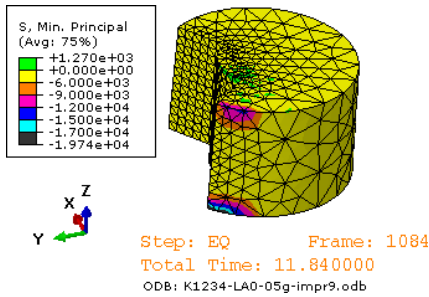 S, Min. Principal
(Avg: 75%)
+1.270e+03
+0.000e+00
-6.000e+03
-9.000e+03
-1.200e+04
-1.500e+04
-1.700e+04
-1.974e+04
Z
X
Y
Step: EQ Frame: 1084
Total Time: 11.840000
ODB: K1234-LA0-05g-impr9.odb